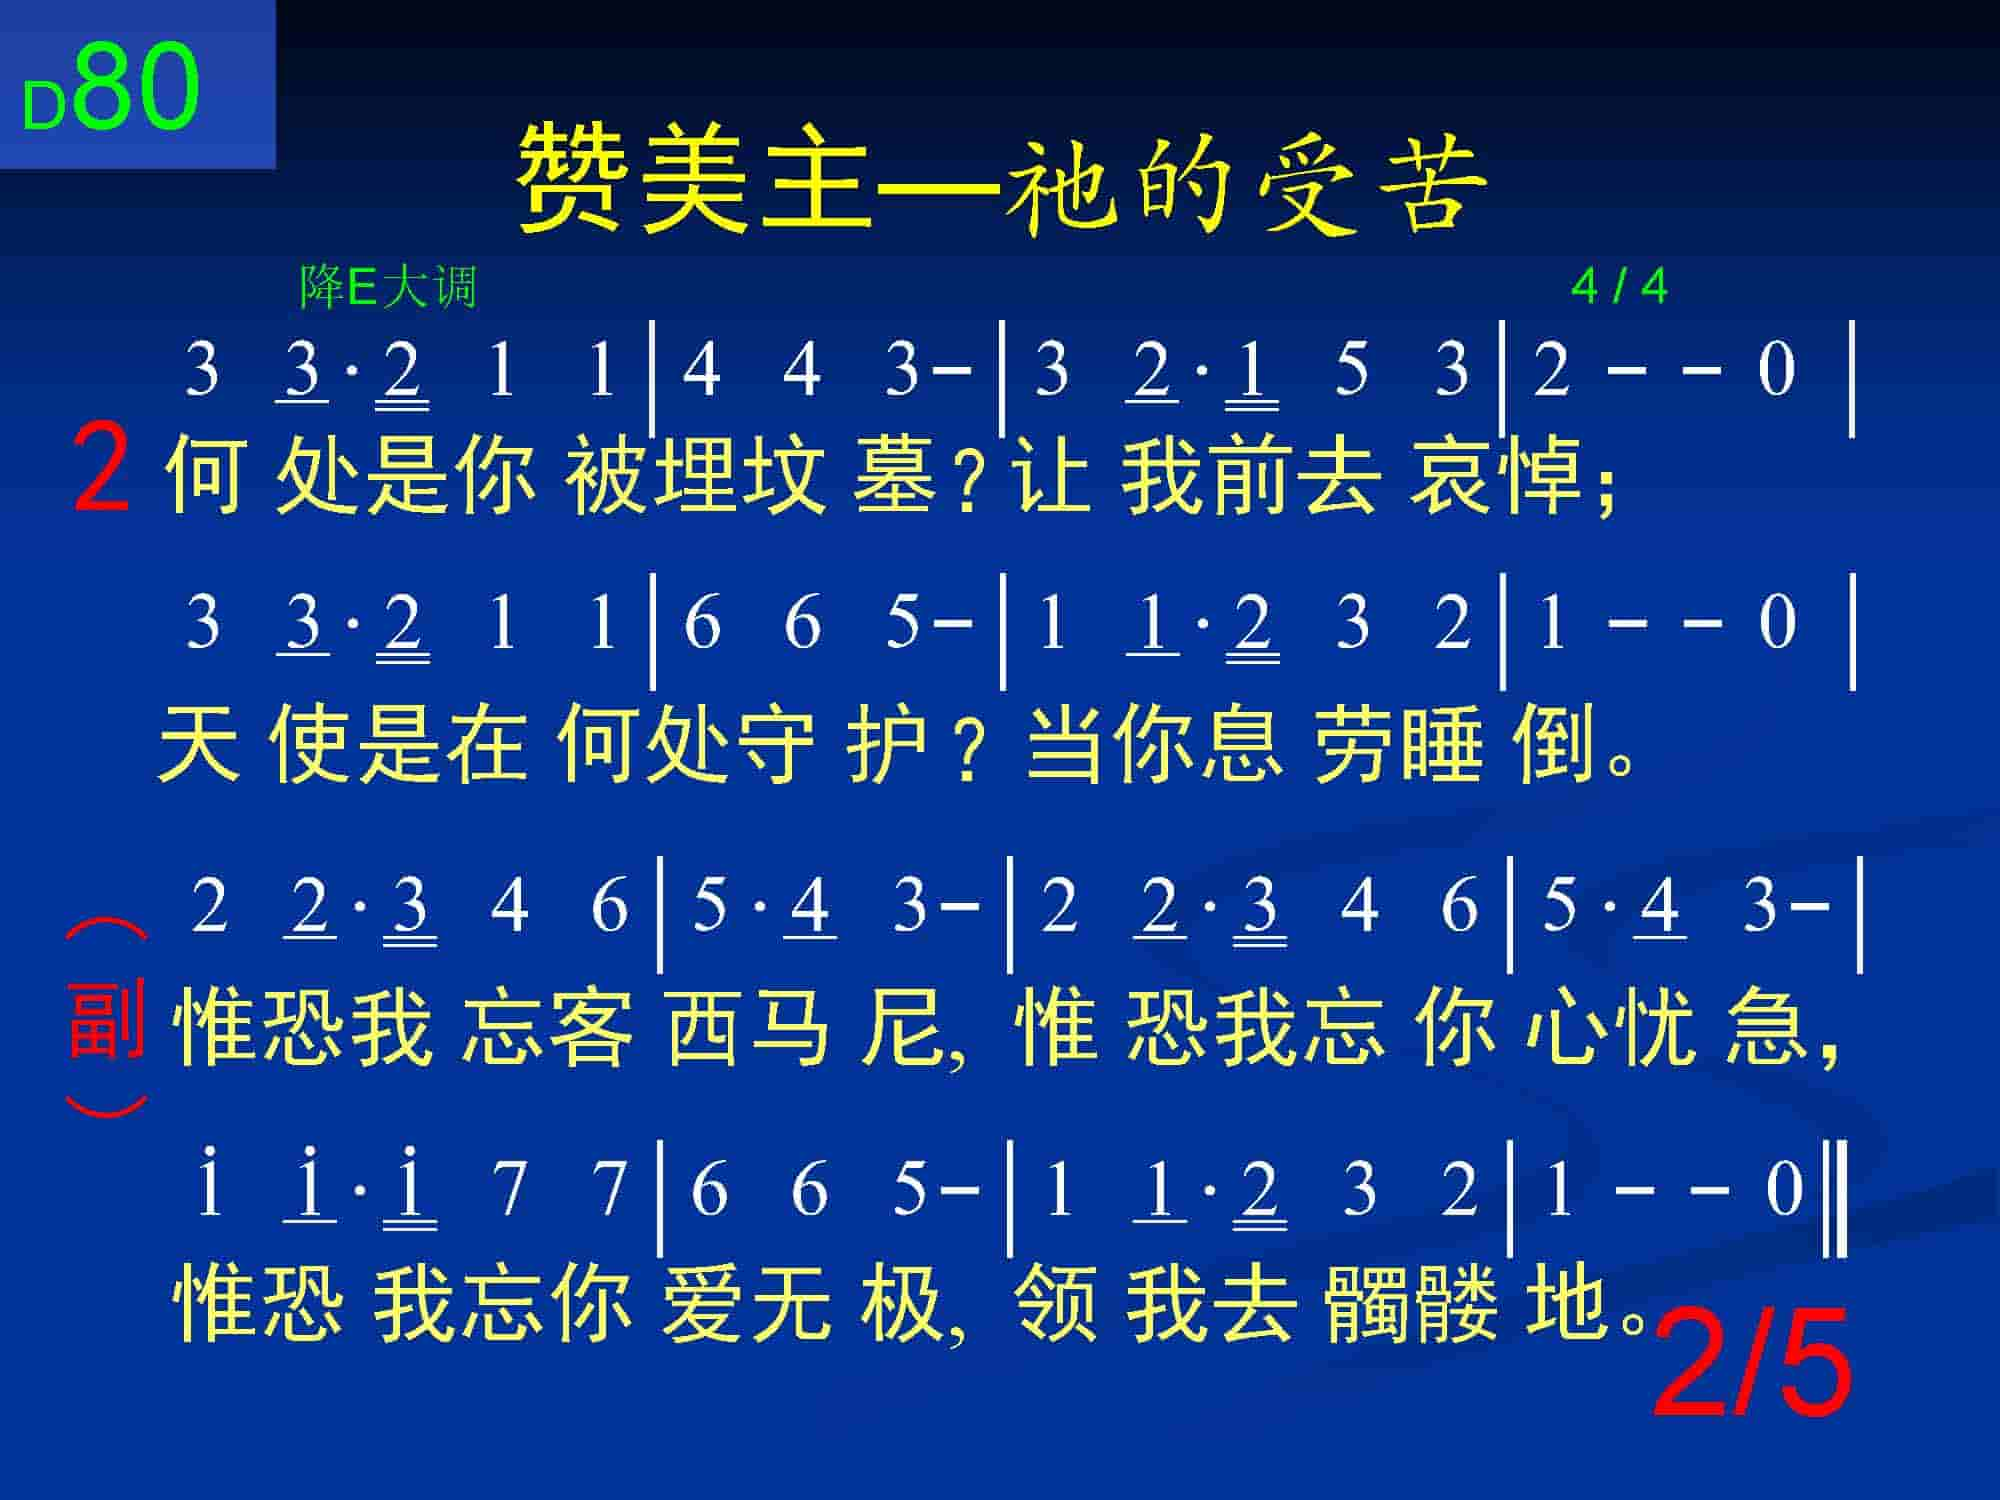 D80
赞美主—祂的受苦
降E大调 4 / 4
3 3 · 2 1 1 | 4 4 3 – | 3 2 · 1 5 3 | 2 – – 0 |
2 何处是你被埋坟墓?让我前去哀悼;
3 3 · 2 1 1 | 6 6 5 – | 1 1 · 2 3 2 | 1 – – 0 |
天使是在何处守护?当你息劳睡倒。
2 2 · 3 4 6 | 5 · 4 3 – | 2 2 · 3 4 6 | 5 · 4 3 – |
(副) 惟恐我忘客西马尼, 惟恐我忘你心忧急,
i i · i 7 7 | 6 6 5 – | 1 1 · 2 3 2 | 1 – – 0 ‖
惟恐我忘你爱无极, 领我去髑髅地。
2/5